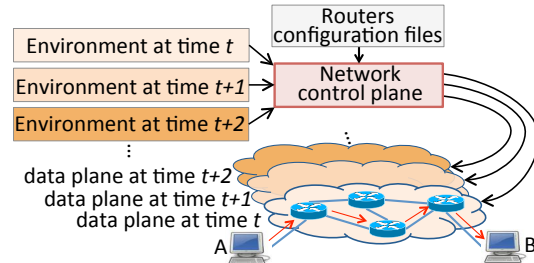 Routers
configuration files
Environment at time t
Environment at time t+1
Environment at time t+2
Network
control plane
data plane at time t+2
data plane at time t+1
data plane at time t
A
B